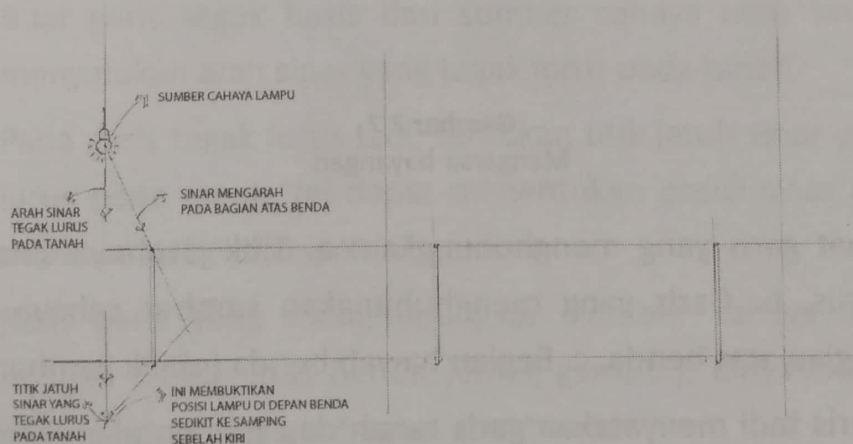 SUMBER CAHAYA LAMPU
SINAR MENGARAH
PADA BAGIAN ATAS BENDA
ARAH SINAR
TEGAK LURUS
PADA TANAH
TITIK JATUH
SINAR YANG
TEGAK LURUS
PADA TANAH
INI MEMBUKTIKAN
POSISI LAMPU DI DEPAN BENDA
SEDIKIT KE SAMPING
SEBELAH KIRI